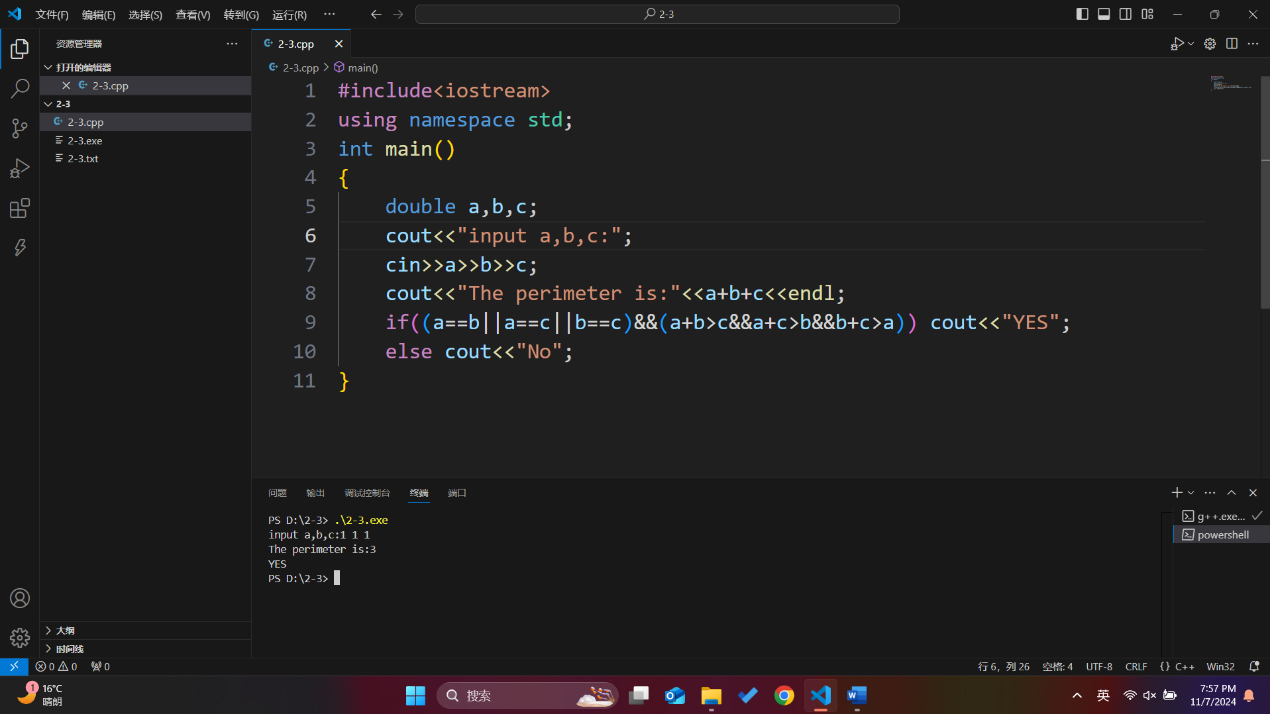 文件(F) 编辑(E) 选择(S) 查看(V) 转到(G) 运行(R) ··· 2-3
资源管理器 ···
打开的编辑器
2-3.cpp
2-3
2-3.cpp
2-3.exe
2-3.txt
大纲
时间线
2-3.cpp
2-3.cpp > main()
1 #include<iostream>
2 using namespace std;
3 int main()
4 {
5 double a,b,c;
6 cout<<"input a,b,c:";
7 cin>>a>>b>>c;
8 cout<<"The perimeter is:"<<a+b+c<<endl;
9 if((a==b||a==c||b==c)&&(a+b>c&&a+c>b&&b+c>a)) cout<<"YES";
10 else cout<<"No";
11 }
问题 输出 调试控制台 终端 端口
PS D:\2-3> .\2-3.exe
input a,b,c:1 1 1
The perimeter is:3
YES
PS D:\2-3>
g++.exe...
powershell
0 0 0 行 6，列 26 空格: 4 UTF-8 CRLF {} C++ Win32
1
16°C
晴朗
搜索
英
7:57 PM
11/7/2024